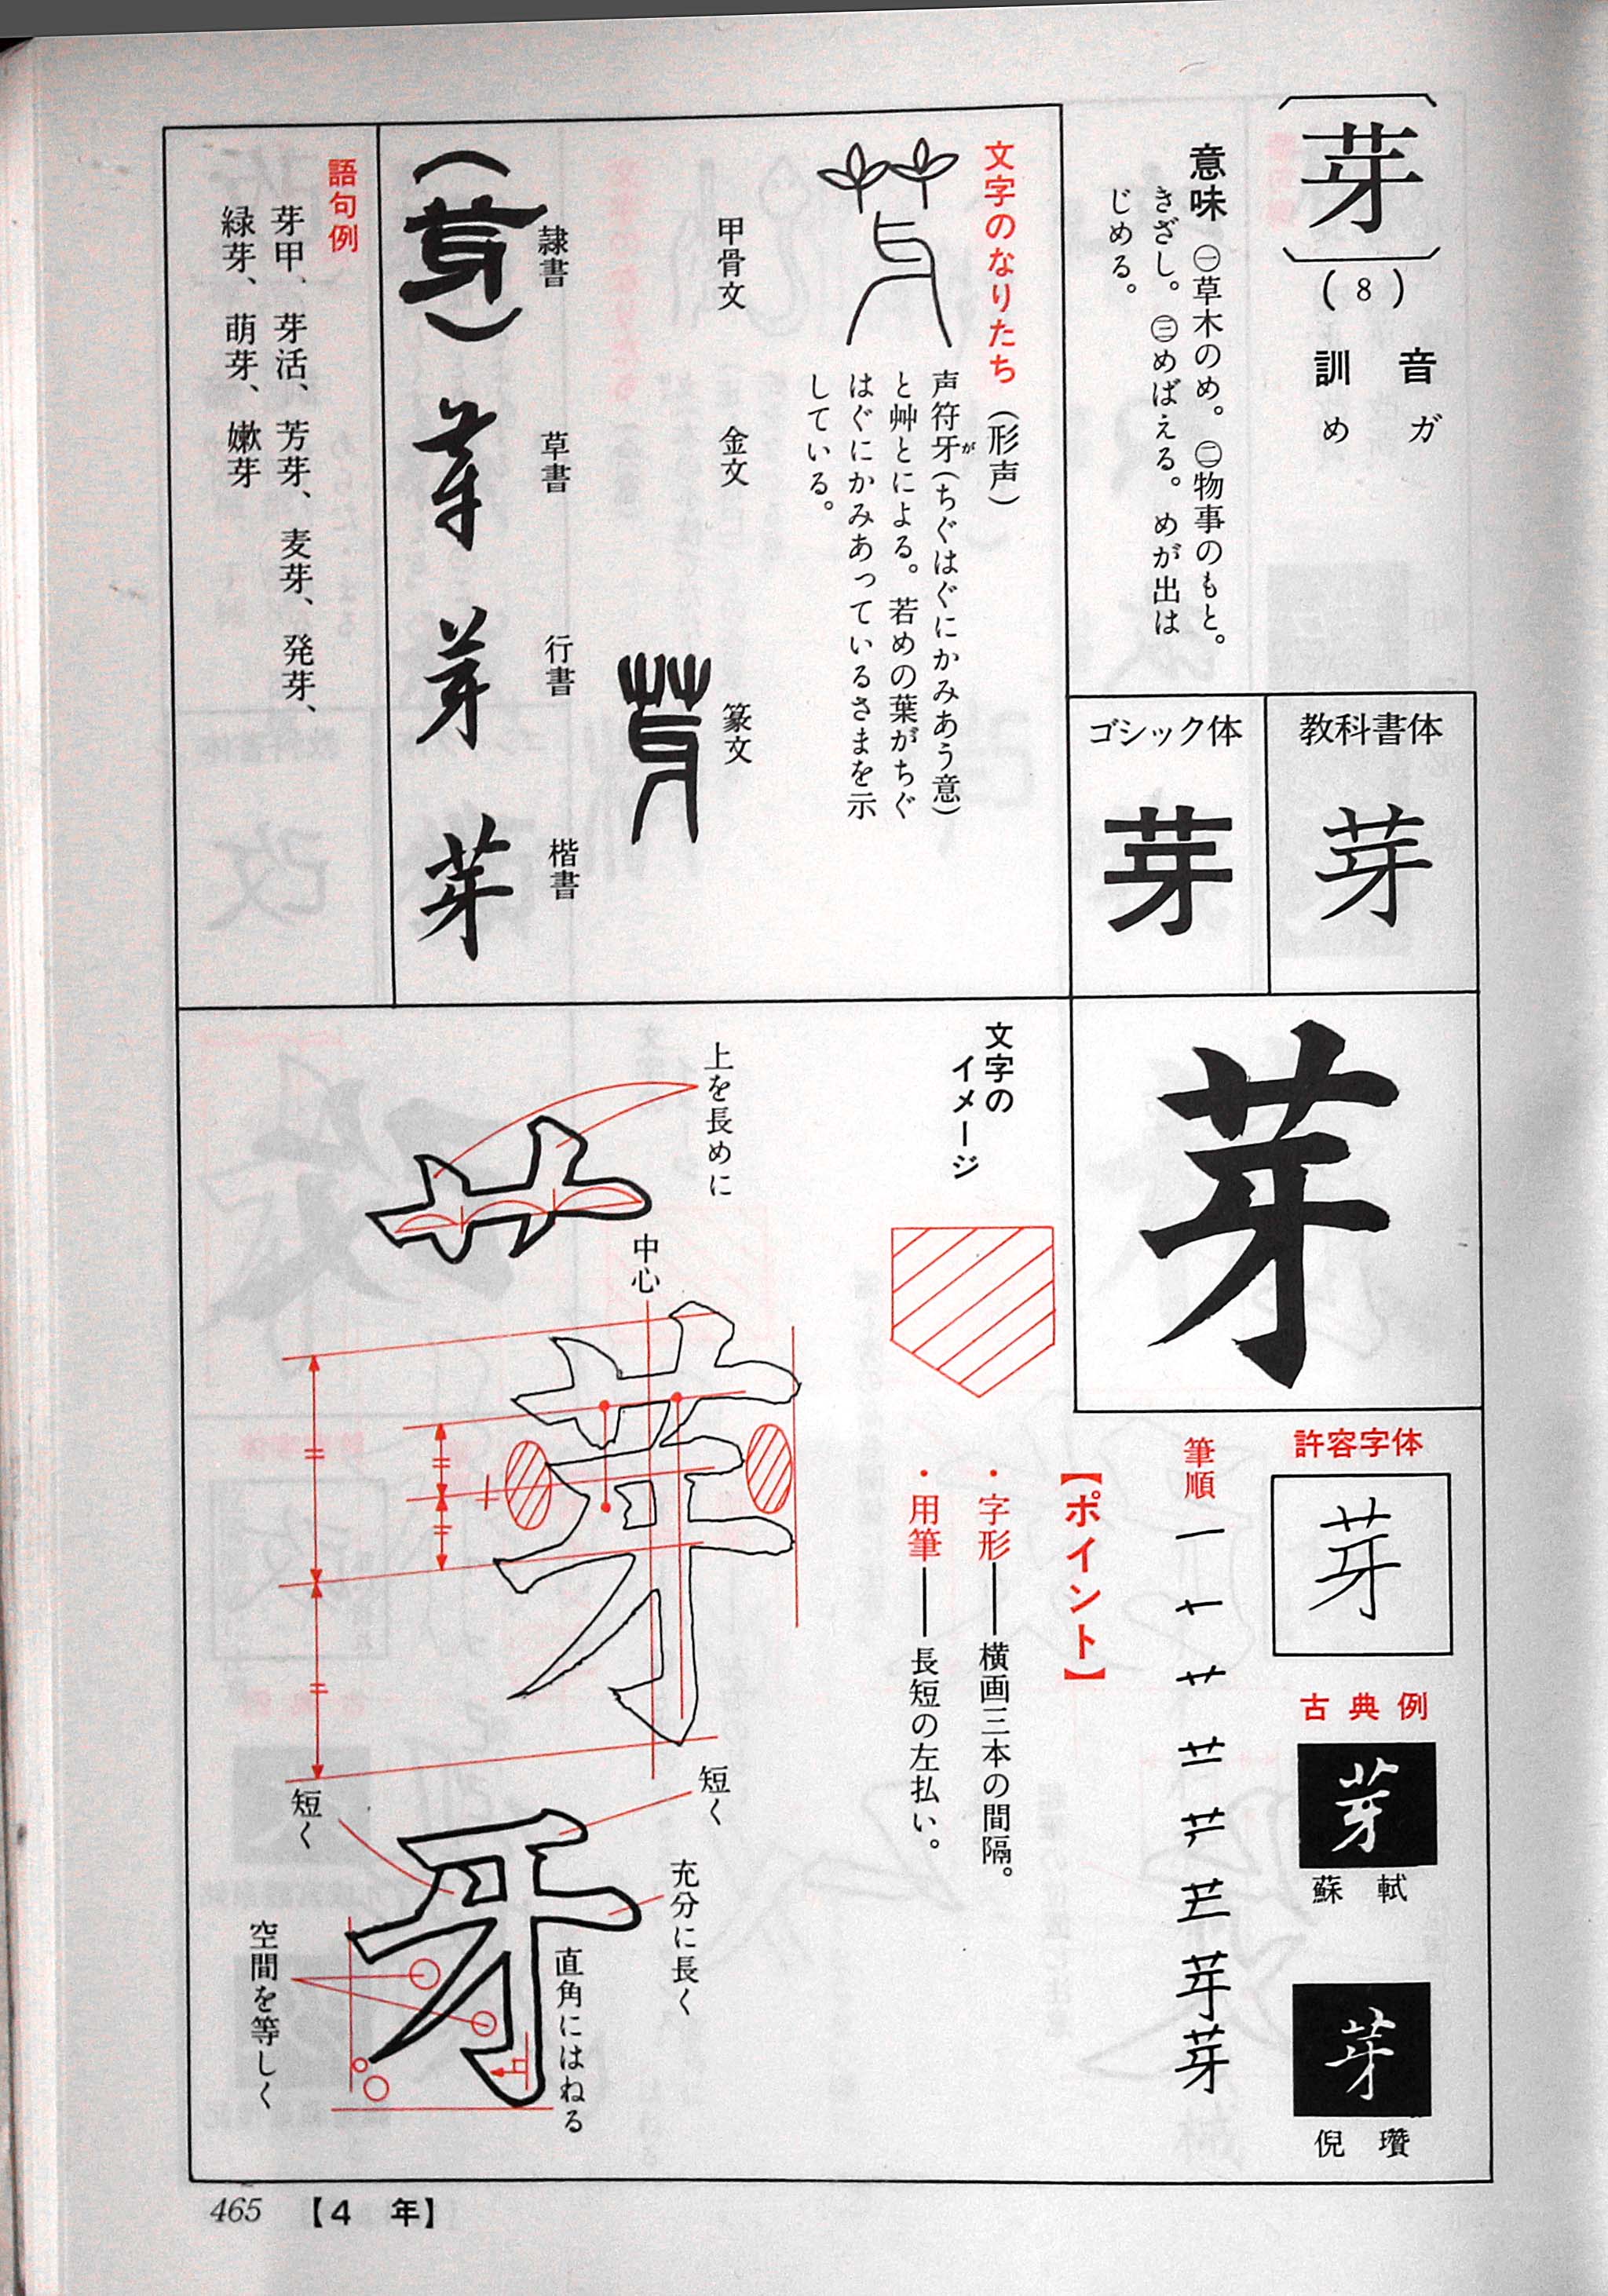 芽
(8)
音 ガ
訓 め
意味 ㊀草木のめ。㊁物事のもと。
きざし。㊂めばえる。めが出は
じめる。
教科書体
芽
ゴシック体
芽
文字のなりたち(形声)
声符牙(ちぐはぐにかみあう意)
が
と艸とによる。若めの葉がちぐ
はぐにかみあっているさまを示
している。
甲骨文
金文
篆文
隷書
草書
行書
楷書
(芽)
芽
芽
芽
語句例
芽甲、芽活、芳芽、麦芽、発芽、
緑芽、萌芽、嫩芽
芽
許容字体
芽
古典例
芽
蘇軾
芽
倪瓚
筆順
芽
【ポイント】
・字形――横画三本の間隔。
・用筆――長短の左払い。
文字の
イメージ
上を長めに
中心
短く
充分に長く
直角にはねる
短く
空間を等しく
465 【4年】